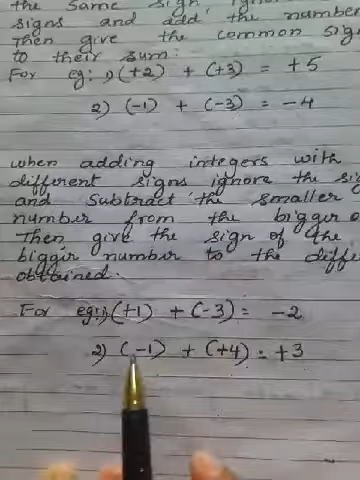 the same sign
signs and add the number
Then give the common sign
to their sum:
For eg:, 1) (+2) + (+3) = +5
2) (-1) + (-3) = -4
when adding integers with
different signs ignore the
and subtract the smaller
number from the bigger
Then give the sign of the
biggir number to the
obtained.
For eg:, 1) (+1) + (-3) = -2
2) (-1) + (+4) = +3